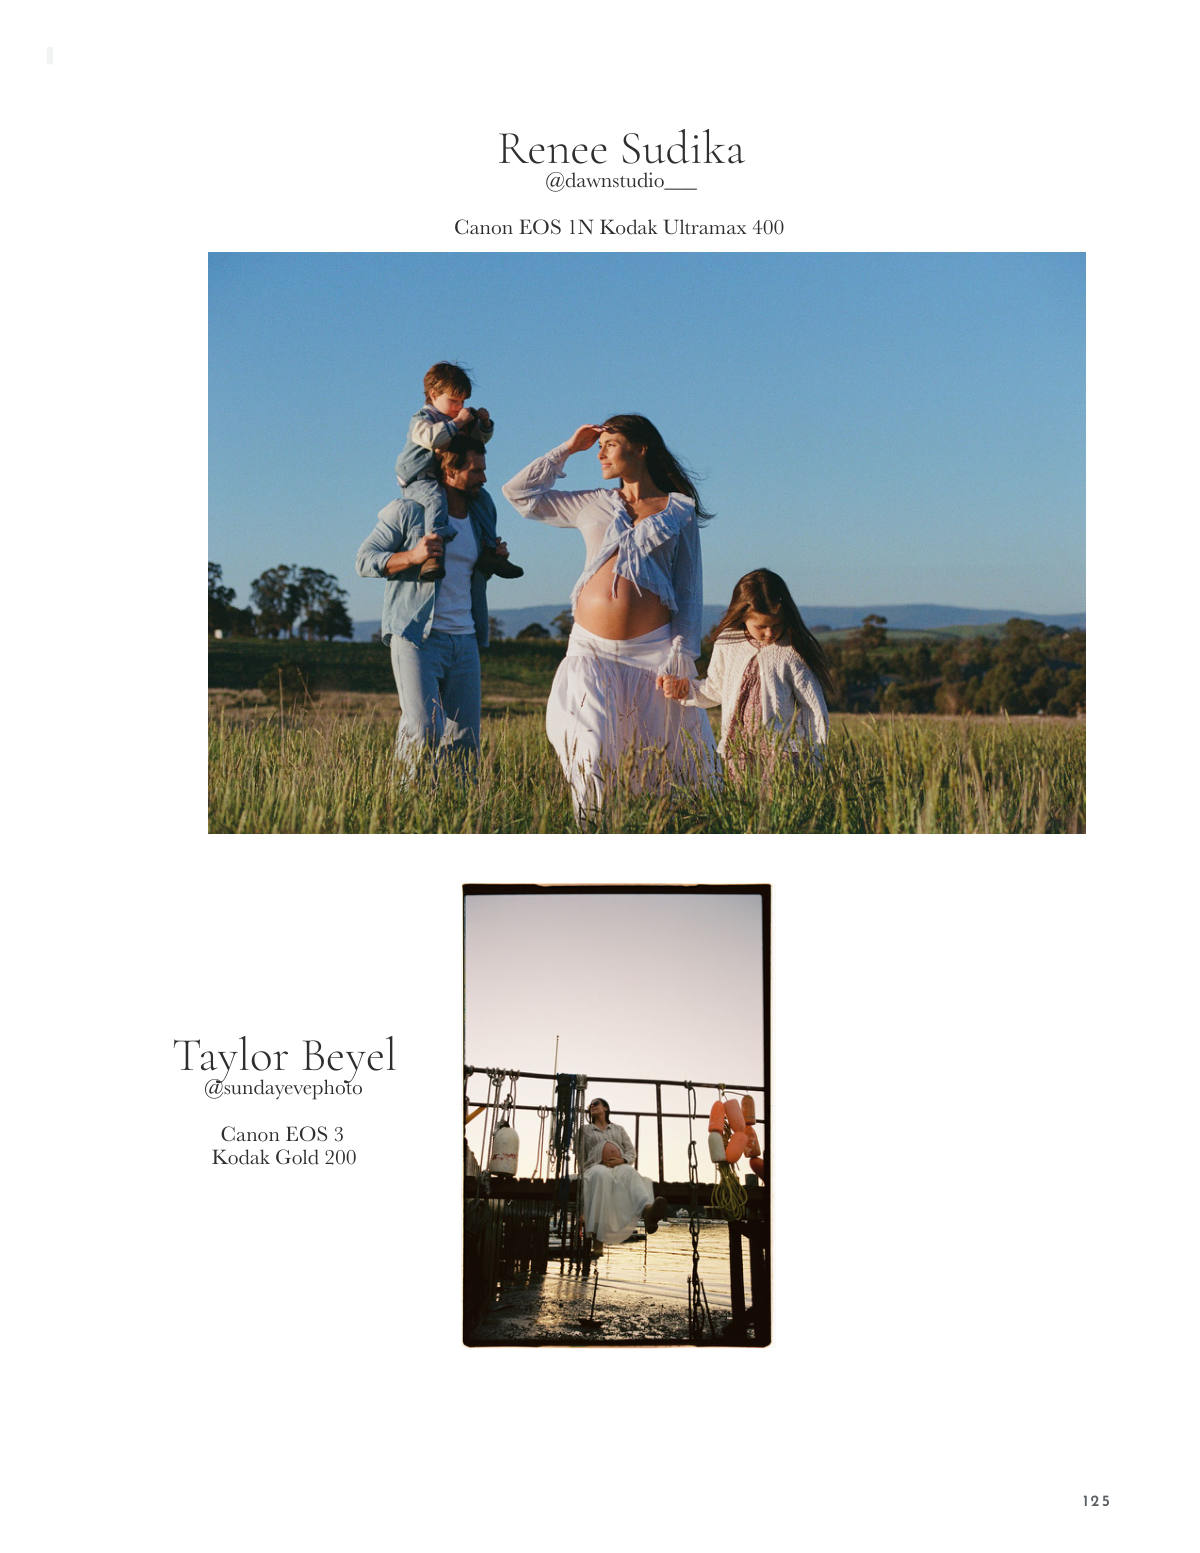 Renee Sudika
@dawnstudio___
Canon EOS 1N Kodak Ultramax 400
Taylor Beyel
@sundayevephoto
Canon EOS 3
Kodak Gold 200
125